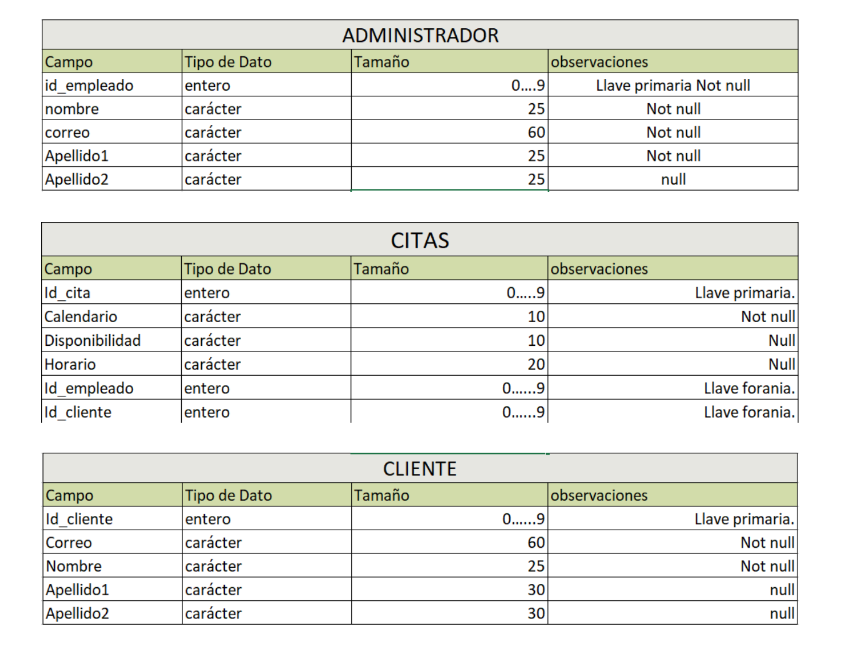 ADMINISTRADOR
Campo Tipo de Dato Tamaño observaciones
id_empleado entero 0....9 Llave primaria Not null
nombre carácter 25 Not null
correo carácter 60 Not null
Apellido1 carácter 25 Not null
Apellido2 carácter 25 null
CITAS
Campo Tipo de Dato Tamaño observaciones
Id_cita entero 0.....9 Llave primaria.
Calendario carácter 10 Not null
Disponibilidad carácter 10 Null
Horario carácter 20 Null
Id_empleado entero 0......9 Llave forania.
Id_cliente entero 0......9 Llave forania.
CLIENTE
Campo Tipo de Dato Tamaño observaciones
Id_cliente entero 0......9 Llave primaria.
Correo carácter 60 Not null
Nombre carácter 25 Not null
Apellido1 carácter 30 null
Apellido2 carácter 30 null